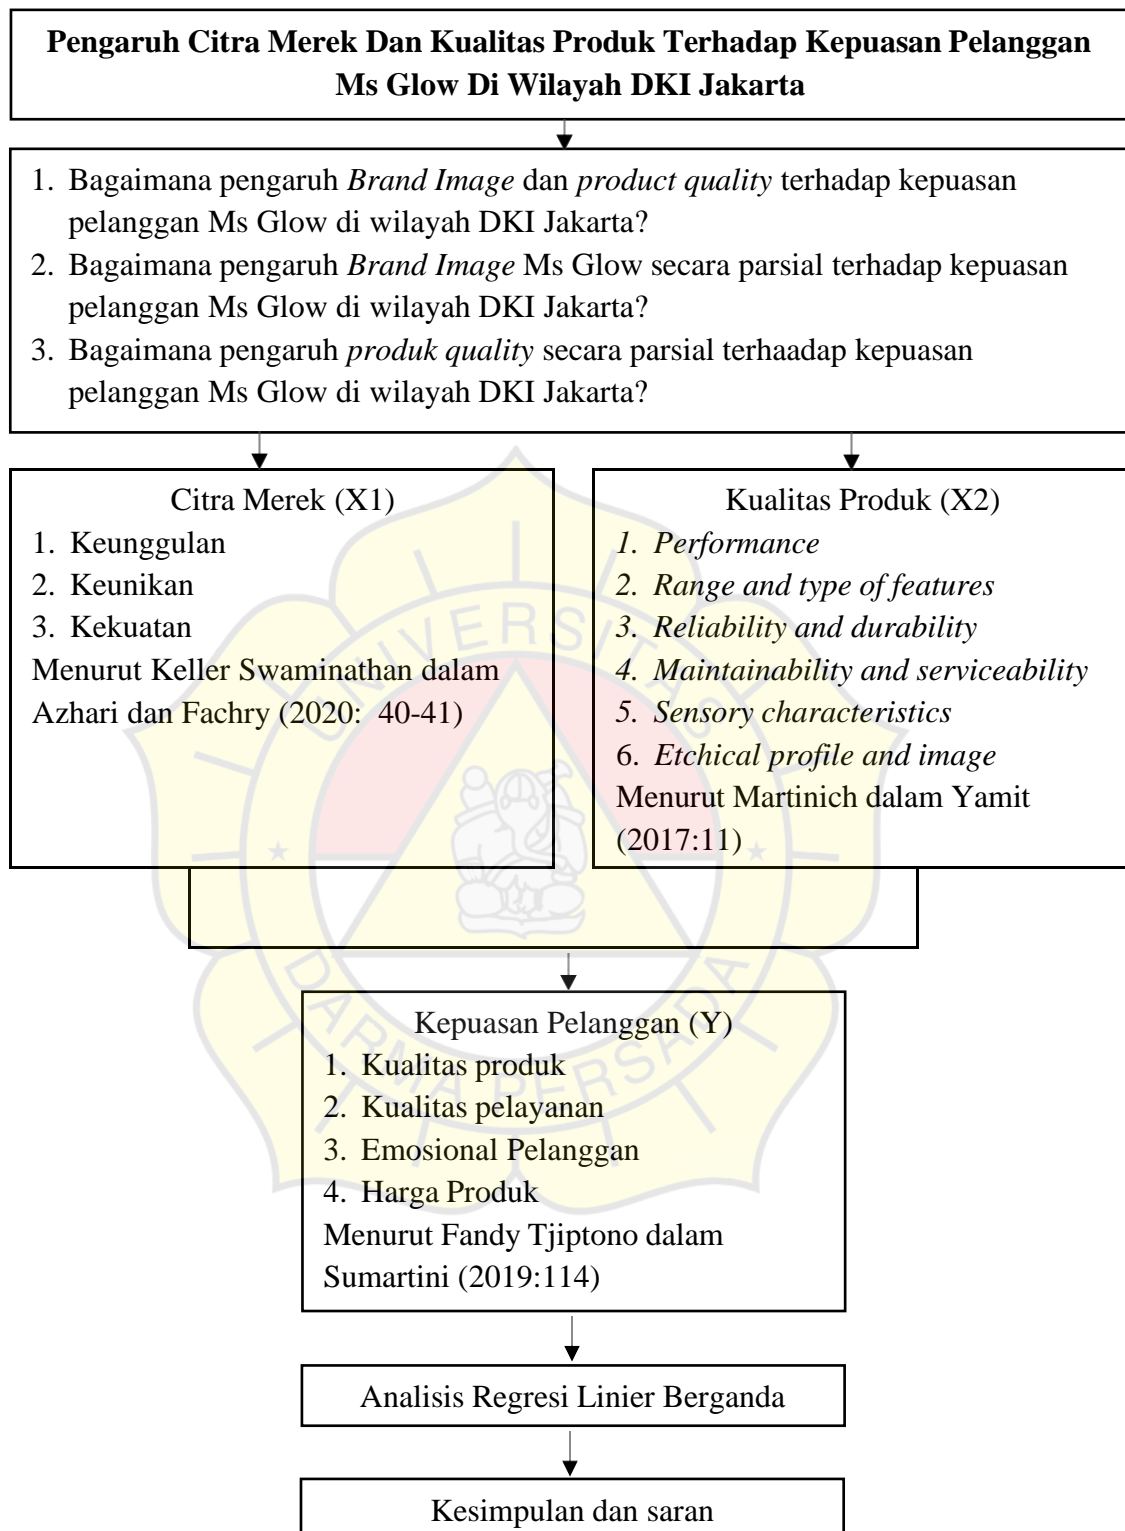 Pengaruh Citra Merek Dan Kualitas Produk Terhadap Kepuasan Pelanggan
Ms Glow Di Wilayah DKI Jakarta
1. Bagaimana pengaruh Brand Image dan product quality terhadap kepuasan
pelanggan Ms Glow di wilayah DKI Jakarta?
2. Bagaimana pengaruh Brand Image Ms Glow secara parsial terhadap kepuasan
pelanggan Ms Glow di wilayah DKI Jakarta?
3. Bagaimana pengaruh produk quality secara parsial terhaadap kepuasan
pelanggan Ms Glow di wilayah DKI Jakarta?
Citra Merek (X1)
1. Keunggulan
2. Keunikan
3. Kekuatan
Menurut Keller Swaminathan dalam
Azhari dan Fachry (2020: 40-41)
Kualitas Produk (X2)
1. Performance
2. Range and type of features
3. Reliability and durability
4. Maintainability and serviceability
5. Sensory characteristics
6. Etchical profile and image
Menurut Martinich dalam Yamit
(2017:11)
UNIVERSITAS
DARMA PERSADA
Kepuasan Pelanggan (Y)
1. Kualitas produk
2. Kualitas pelayanan
3. Emosional Pelanggan
4. Harga Produk
Menurut Fandy Tjiptono dalam
Sumartini (2019:114)
Analisis Regresi Linier Berganda
Kesimpulan dan saran